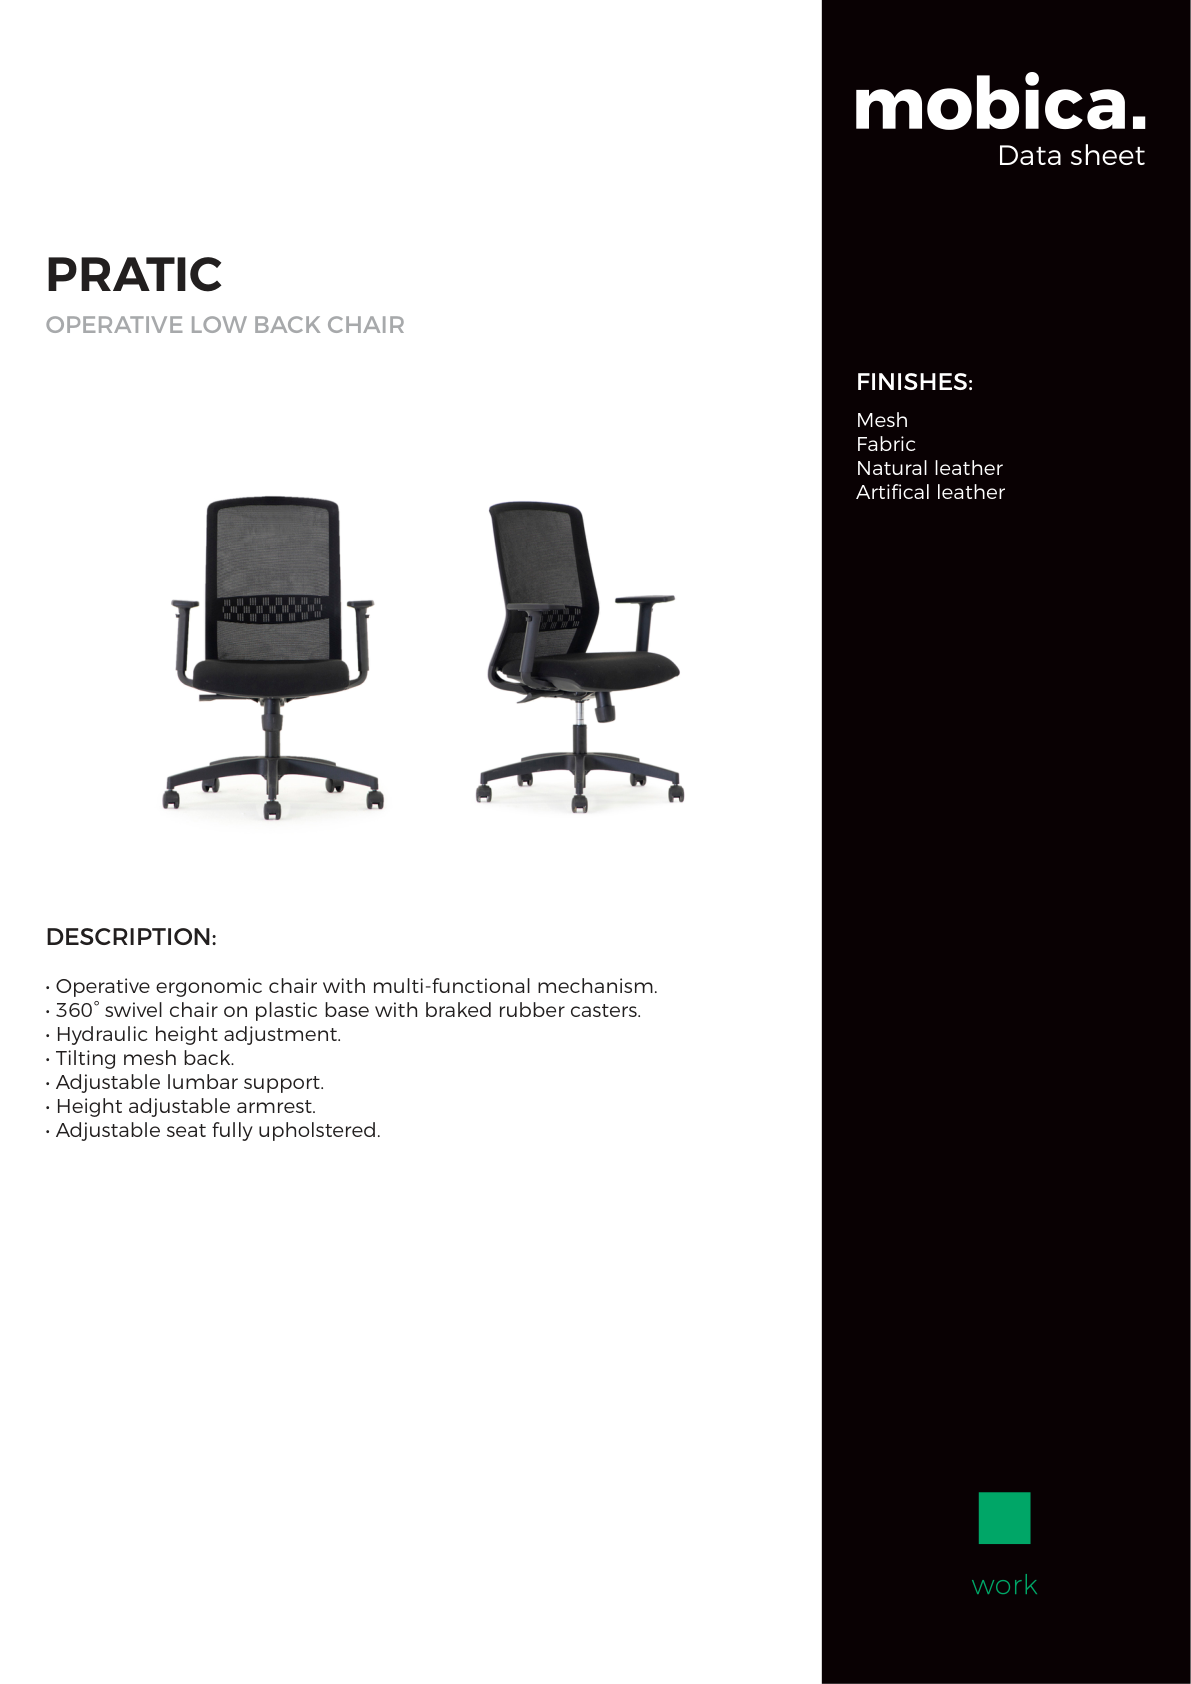 mobica.
Data sheet
PRATIC
OPERATIVE LOW BACK CHAIR
FINISHES:
Mesh
Fabric
Natural leather
Artifical leather
DESCRIPTION:
• Operative ergonomic chair with multi-functional mechanism.
• 360° swivel chair on plastic base with braked rubber casters.
• Hydraulic height adjustment.
• Tilting mesh back.
• Adjustable lumbar support.
• Height adjustable armrest.
• Adjustable seat fully upholstered.
work